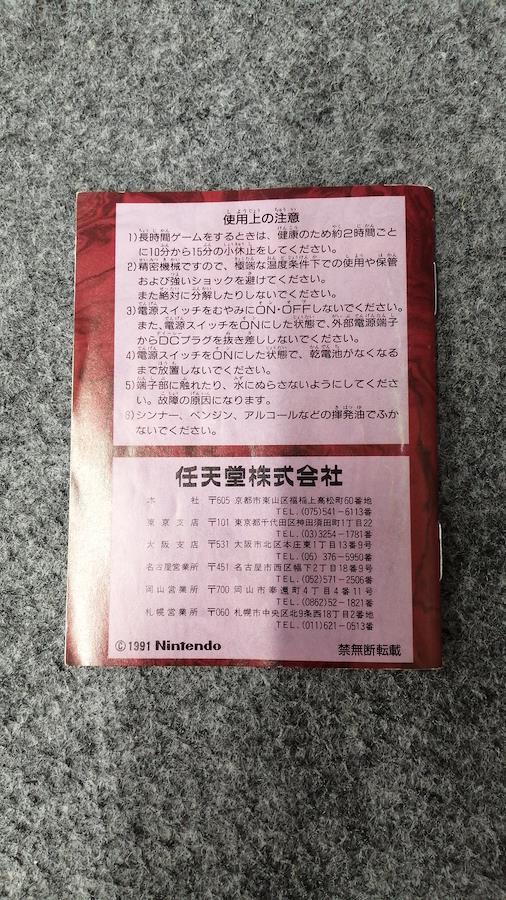 使用上の注意
1)長時間ゲームをするときは、健康のため約2時間ごと
に10分から15分の小休止をしてください。
2)精密機械ですので、極端な温度条件下での使用や保管
および強いショックを避けてください。
また絶対に分解したりしないでください。
3)電源スイッチをむやみにON・OFFしないでください。
また、電源スイッチをONにした状態で、外部電源端子
からDCプラグを抜き差ししないでください。
4)電源スイッチをONにした状態で、乾電池がなくなる
まで放置しないでください。
5)端子部に触れたり、水にぬらさないようにしてくださ
い。故障の原因になります。
6)シンナー、ベンジン、アルコールなどの揮発油でふか
ないでください。
任天堂株式会社
本 社 〒605 京都市東山区福稲上高松町60番地
TEL.(075)541-6113番
東京支店 〒101 東京都千代田区神田須田町1丁目22
TEL.(03)3254-1781番
大阪支店 〒531 大阪市北区本庄東1丁目13番9号
TEL.(06) 376-5950番
名古屋営業所 〒451 名古屋市西区幅下2丁目18番9号
TEL.(052)571-2506番
岡山営業所 〒700 岡山市奉還町4丁目4番11号
TEL.(0862)52-1821番
札幌営業所 〒060 札幌市中央区北9条西18丁目2番地
TEL.(011)621-0513番
©1991 Nintendo 禁無断転載